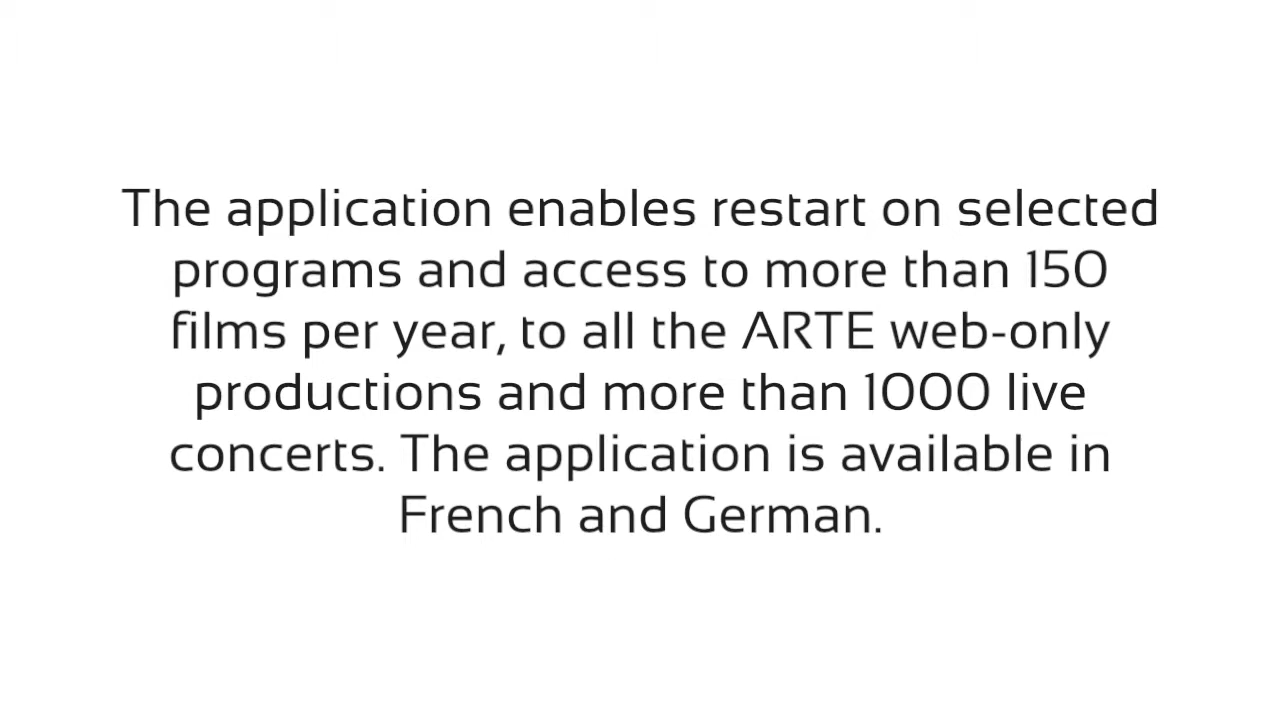 The application enables restart on selected
programs and access to more than 150
films per year, to all the ARTE web-only
productions and more than 1000 live
concerts. The application is available in
French and German.